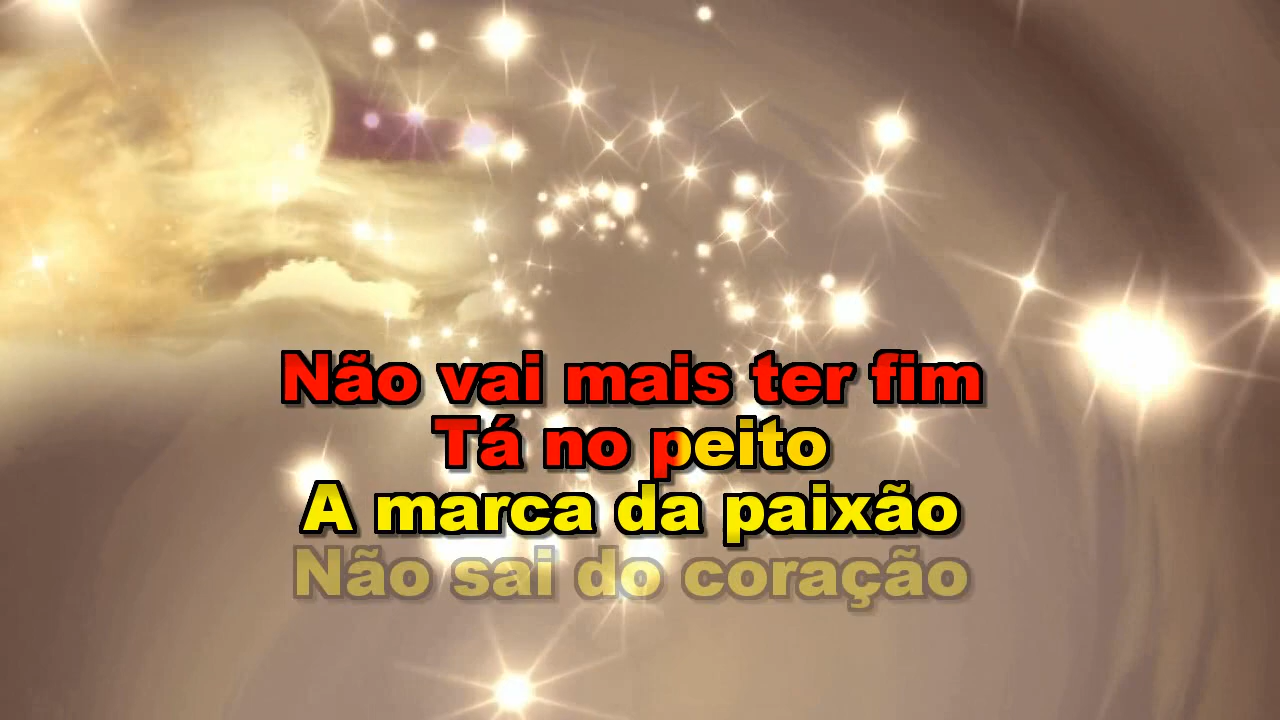 Não vai mais ter fim
Tá no peito
A marca da paixão
Não sai do coração